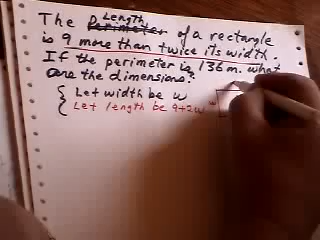 The Length
Perimeter of a rectangle
is 9 more than twice its width.
If the perimeter is 136m. what
are the dimensions?
{ Let width be w
{ Let length be 9+2w w